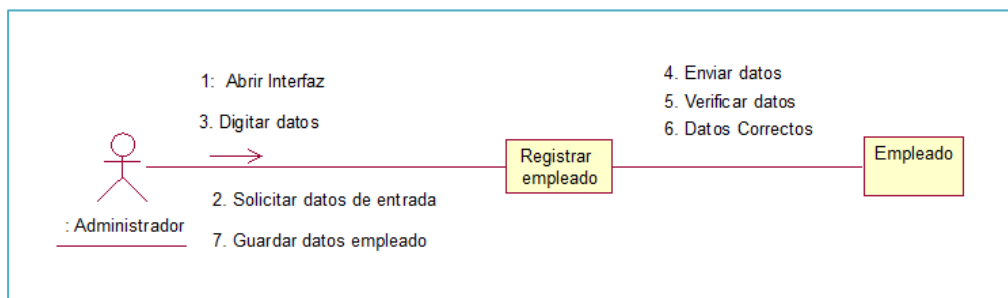 1: Abrir Interfaz
3. Digitar datos
4. Enviar datos
5. Verificar datos
6. Datos Correctos
Registrar
empleado
Empleado
: Administrador
2. Solicitar datos de entrada
7. Guardar datos empleado